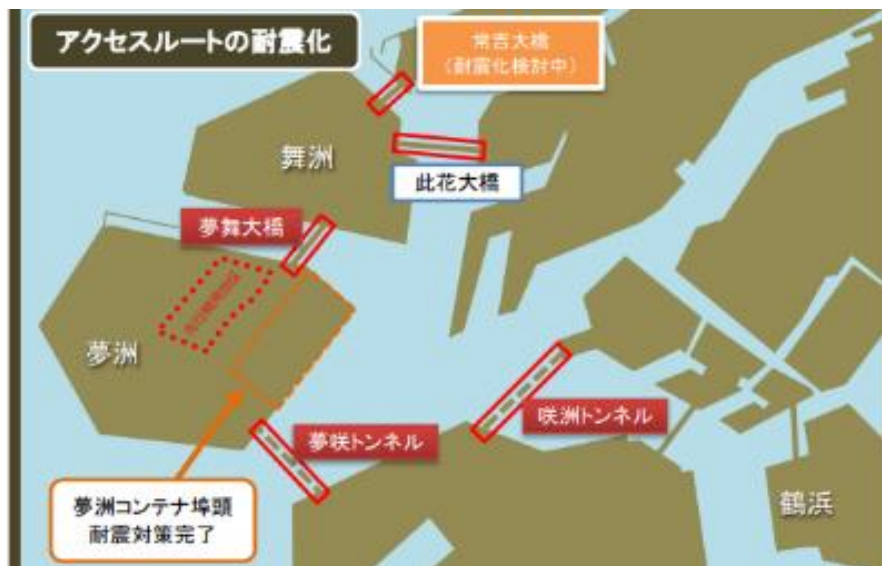 アクセスルートの耐震化
常吉大橋
（耐震化検討中）
舞洲
此花大橋
夢舞大橋
夢洲
咲洲トンネル
夢咲トンネル
夢洲コンテナ埠頭
耐震対策完了
鶴浜